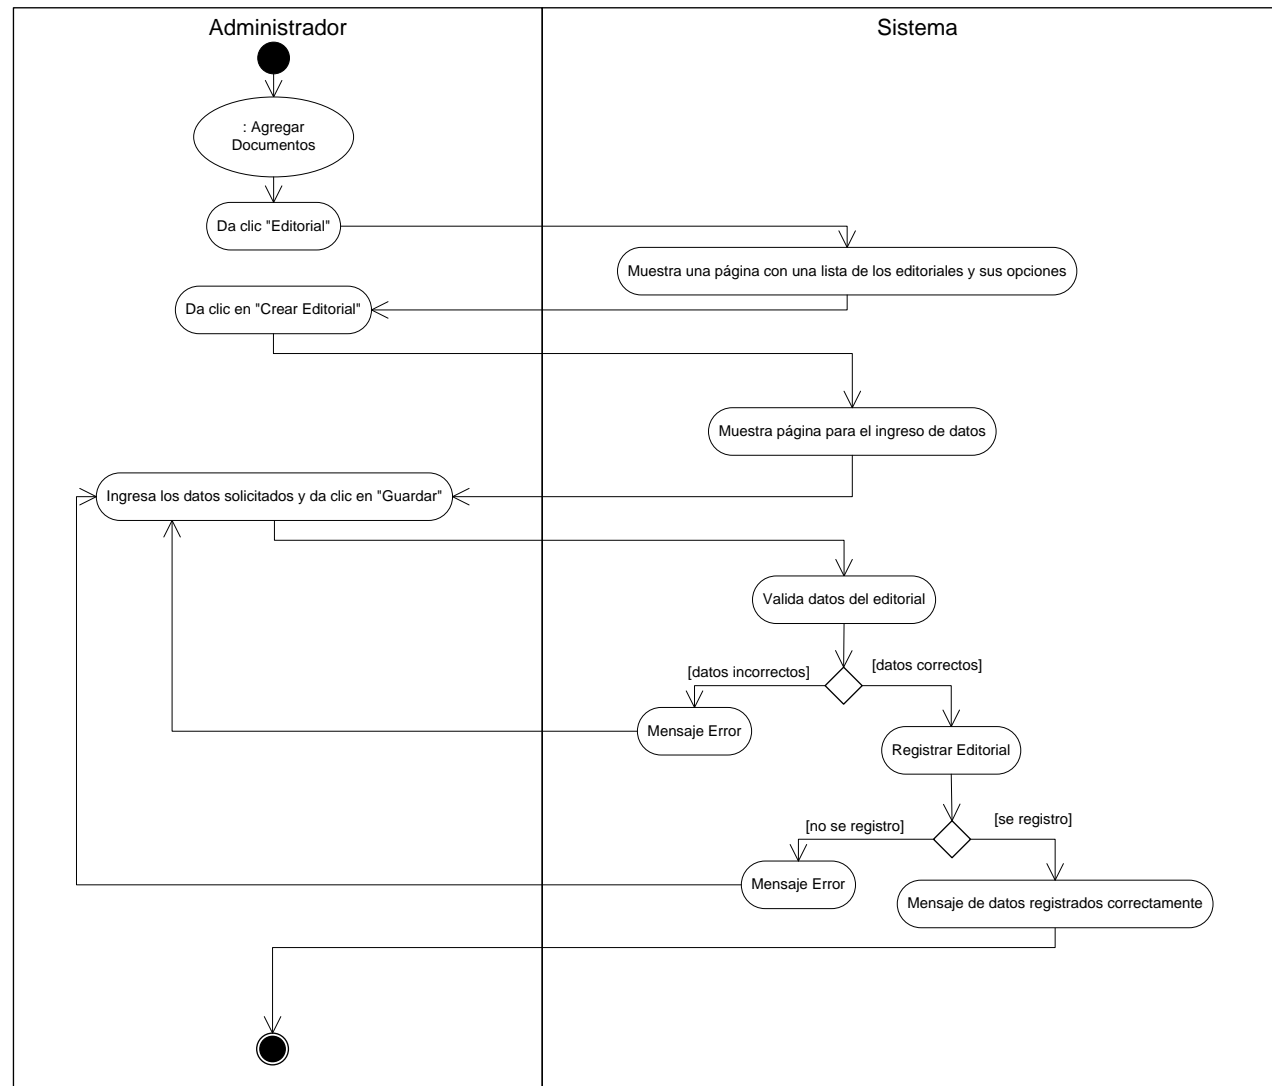 Administrador
Sistema
: Agregar
Documentos
Da clic "Editorial"
Muestra una página con una lista de los editoriales y sus opciones
Da clic en "Crear Editorial"
Muestra página para el ingreso de datos
Ingresa los datos solicitados y da clic en "Guardar"
Valida datos del editorial
[datos incorrectos]
[datos correctos]
Mensaje Error
Registrar Editorial
[no se registro]
[se registro]
Mensaje Error
Mensaje de datos registrados correctamente